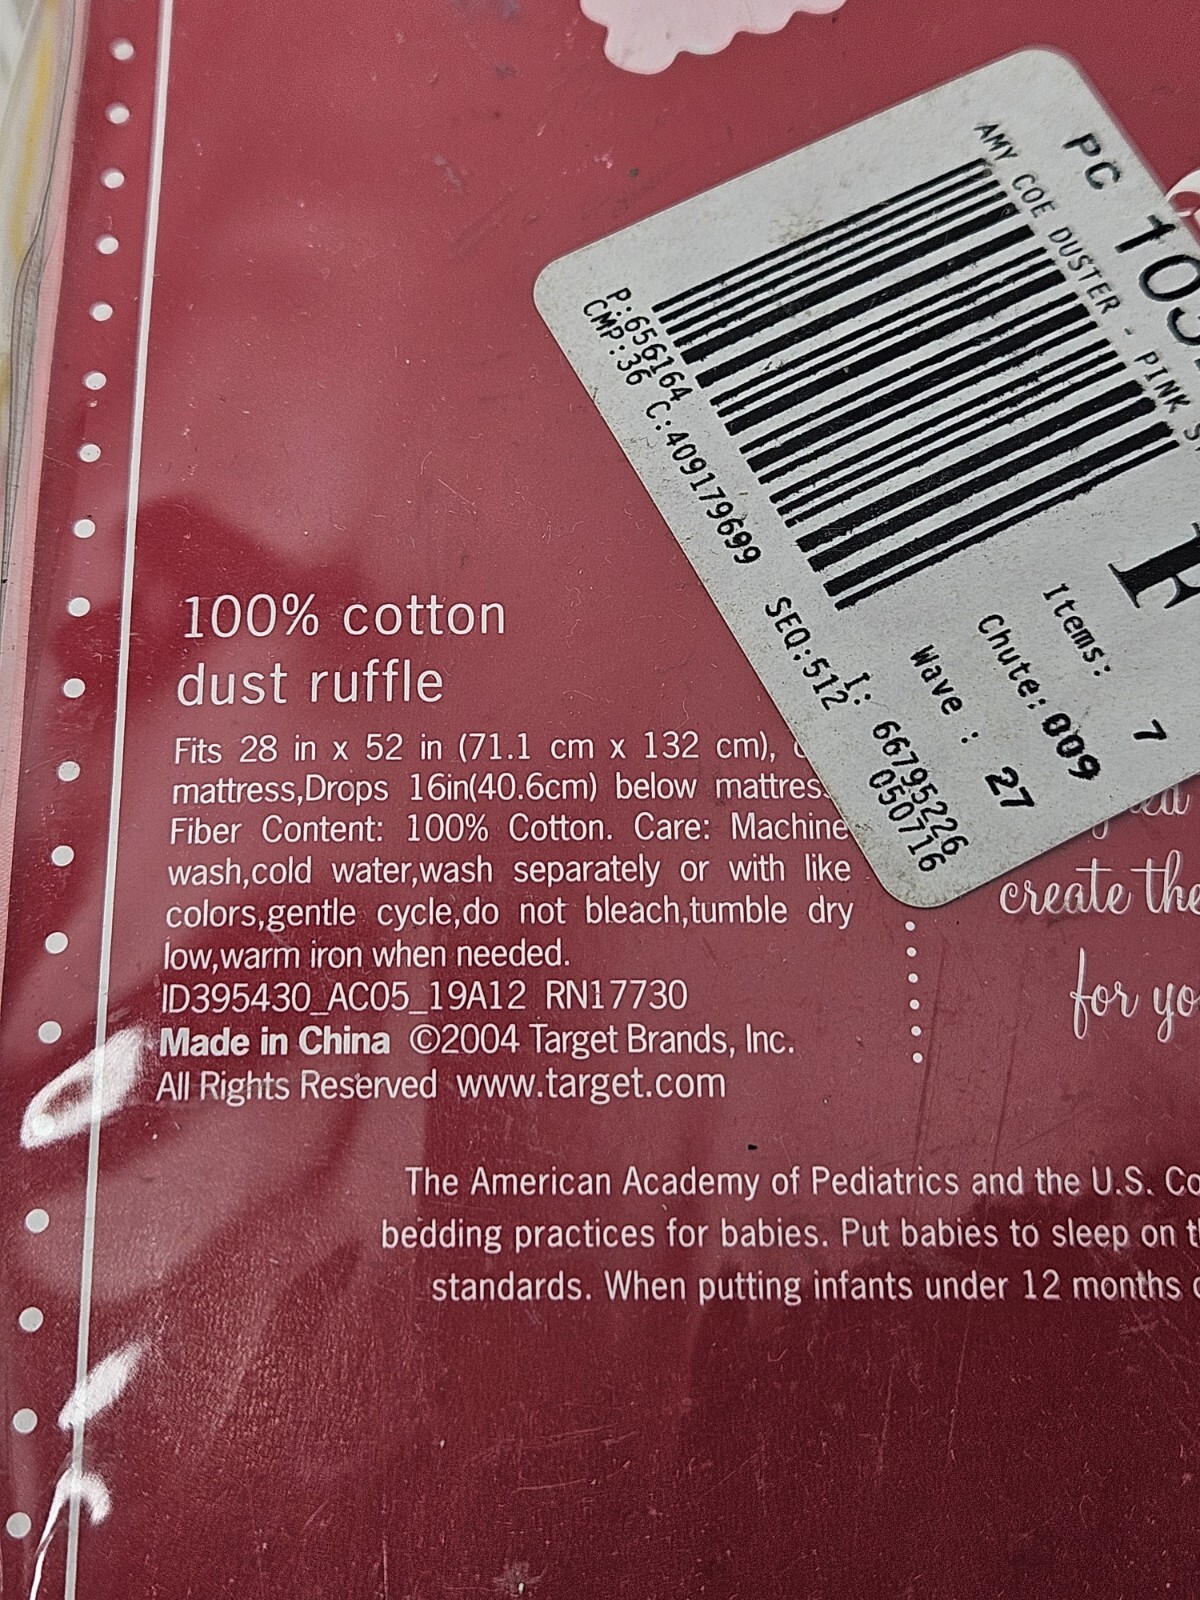 PC 10
AMY COE DUSTER - PINK
P:656164
CMP:36 C:409179699
SEQ:512
I: 66795226
050716
Wave : 27
Chute:009
Items: 7
F
100% cotton
dust ruffle
Fits 28 in x 52 in (71.1 cm x 132 cm),
mattress,Drops 16in(40.6cm) below mattress
Fiber Content: 100% Cotton. Care: Machine
wash,cold water,wash separately or with like
colors,gentle cycle,do not bleach,tumble dry
low,warm iron when needed.
ID395430_AC05_19A12 RN17730
Made in China ©2004 Target Brands, Inc.
All Rights Reserved www.target.com
create the
for yo
The American Academy of Pediatrics and the U.S. Co
bedding practices for babies. Put babies to sleep on t
standards. When putting infants under 12 months o